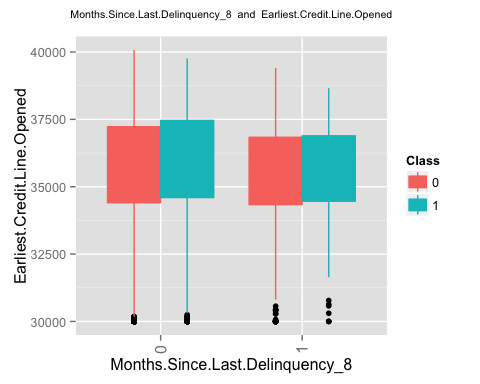 Months.Since.Last.Delinquency_8 and Earliest.Credit.Line.Opened
40000
37500
35000
32500
30000
Earliest.Credit.Line.Opened
0
1
Months.Since.Last.Delinquency_8
Class
0
1